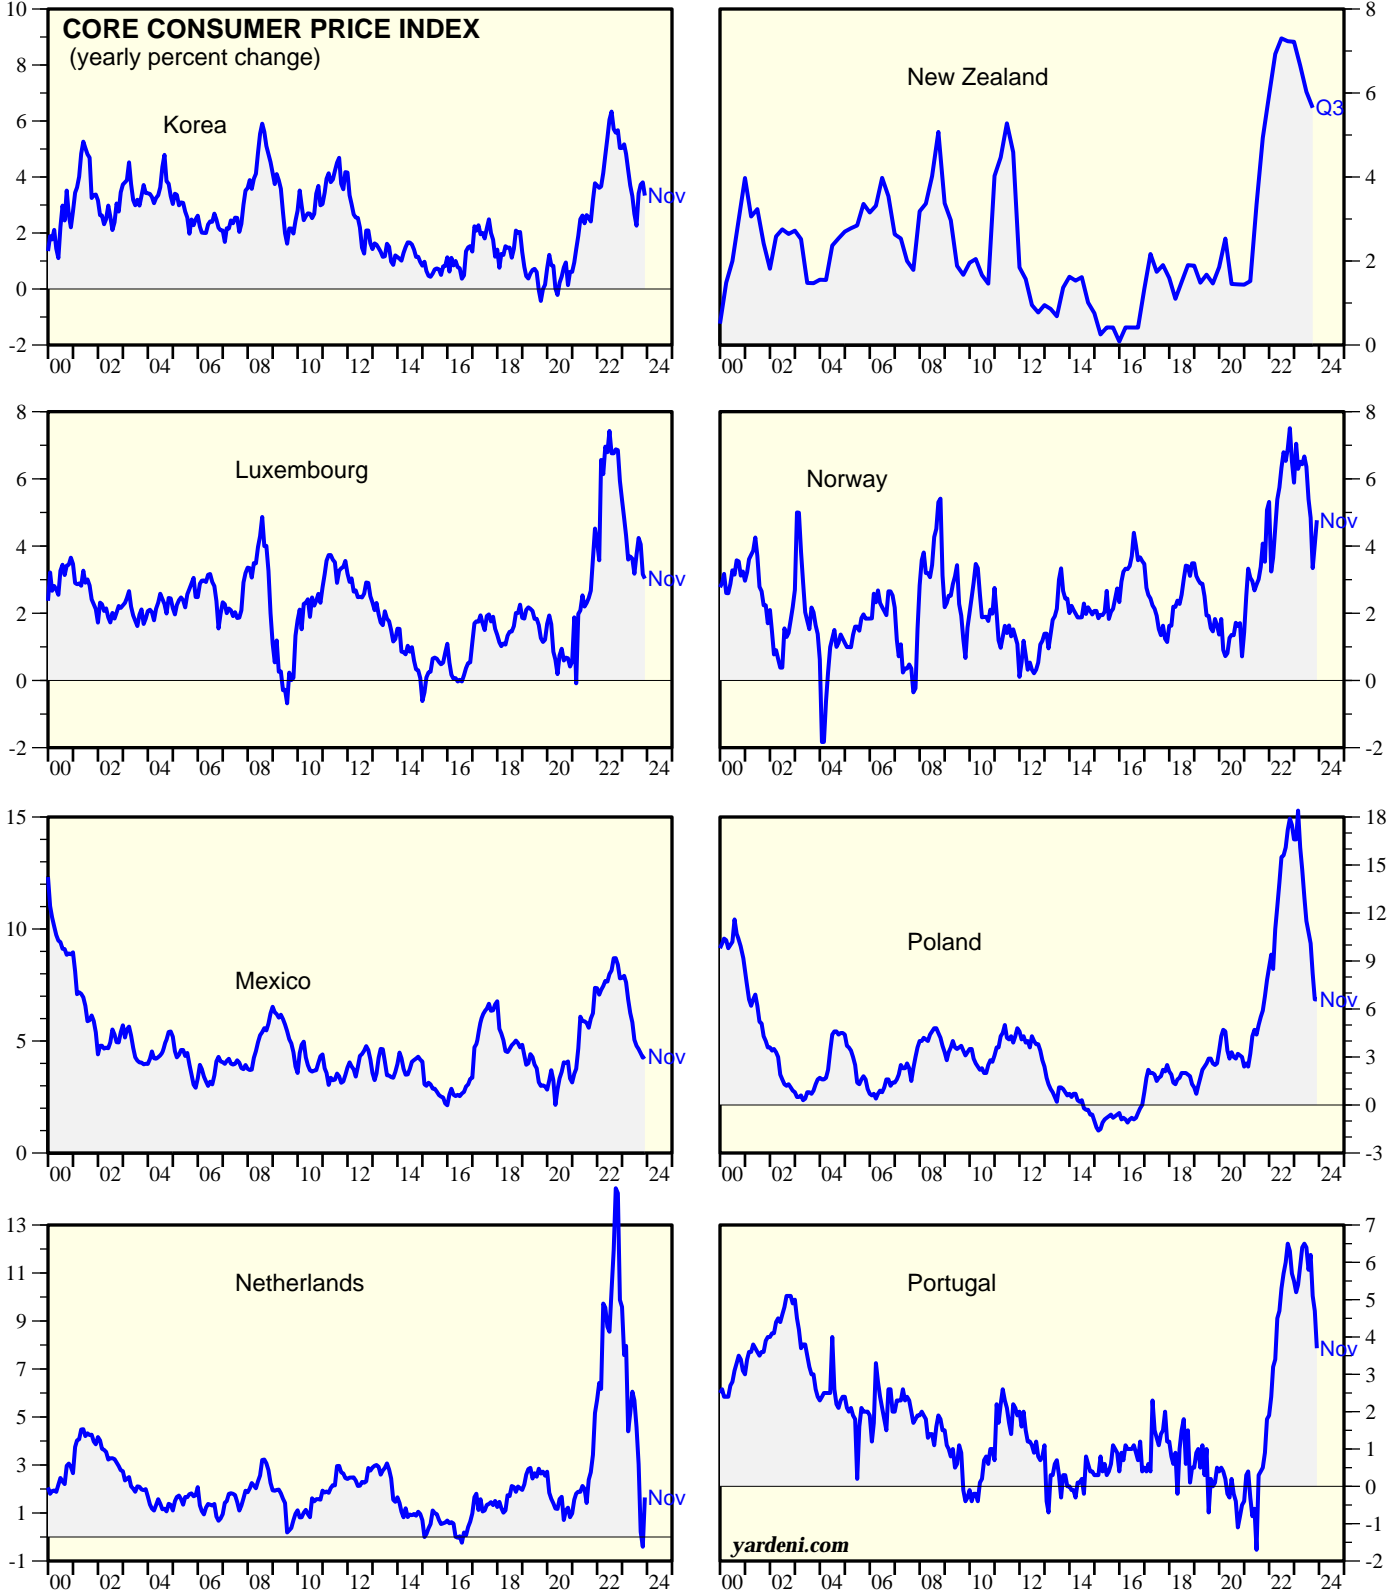 CORE CONSUMER PRICE INDEX
(yearly percent change)
Korea
10
8
6
4
2
0
-2
Nov
00 02 04 06 08 10 12 14 16 18 20 22 24
New Zealand
8
6
4
2
0
Q3
00 02 04 06 08 10 12 14 16 18 20 22 24
Luxembourg
8
6
4
2
0
-2
Nov
00 02 04 06 08 10 12 14 16 18 20 22 24
Norway
8
6
4
2
0
-2
Nov
00 02 04 06 08 10 12 14 16 18 20 22 24
Mexico
15
10
5
0
Nov
00 02 04 06 08 10 12 14 16 18 20 22 24
Poland
18
15
12
9
6
3
0
-3
Nov
00 02 04 06 08 10 12 14 16 18 20 22 24
Netherlands
13
11
9
7
5
3
1
-1
Nov
00 02 04 06 08 10 12 14 16 18 20 22 24
Portugal
7
6
5
4
3
2
1
0
-1
-2
Nov
yardeni.com
00 02 04 06 08 10 12 14 16 18 20 22 24